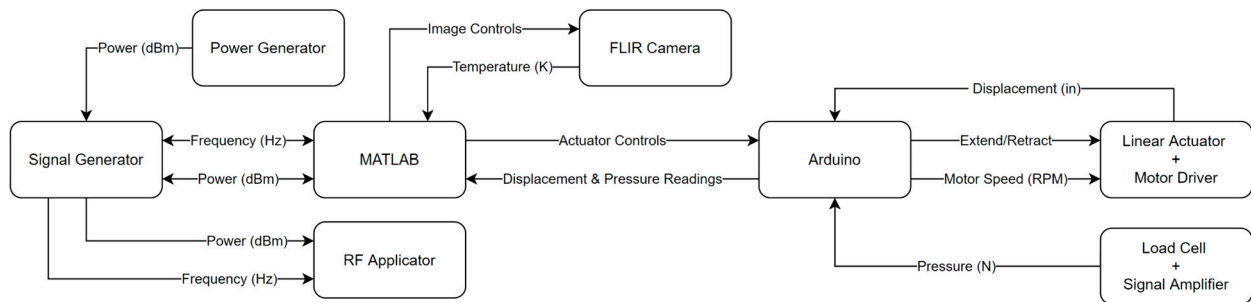 Power (dBm)
Power Generator
Image Controls
FLIR Camera
Temperature (K)
Displacement (in)
Signal Generator
Frequency (Hz)
Power (dBm)
MATLAB
Actuator Controls
Displacement & Pressure Readings
Arduino
Extend/Retract
Motor Speed (RPM)
Linear Actuator
+
Motor Driver
Power (dBm)
Frequency (Hz)
RF Applicator
Pressure (N)
Load Cell
+
Signal Amplifier